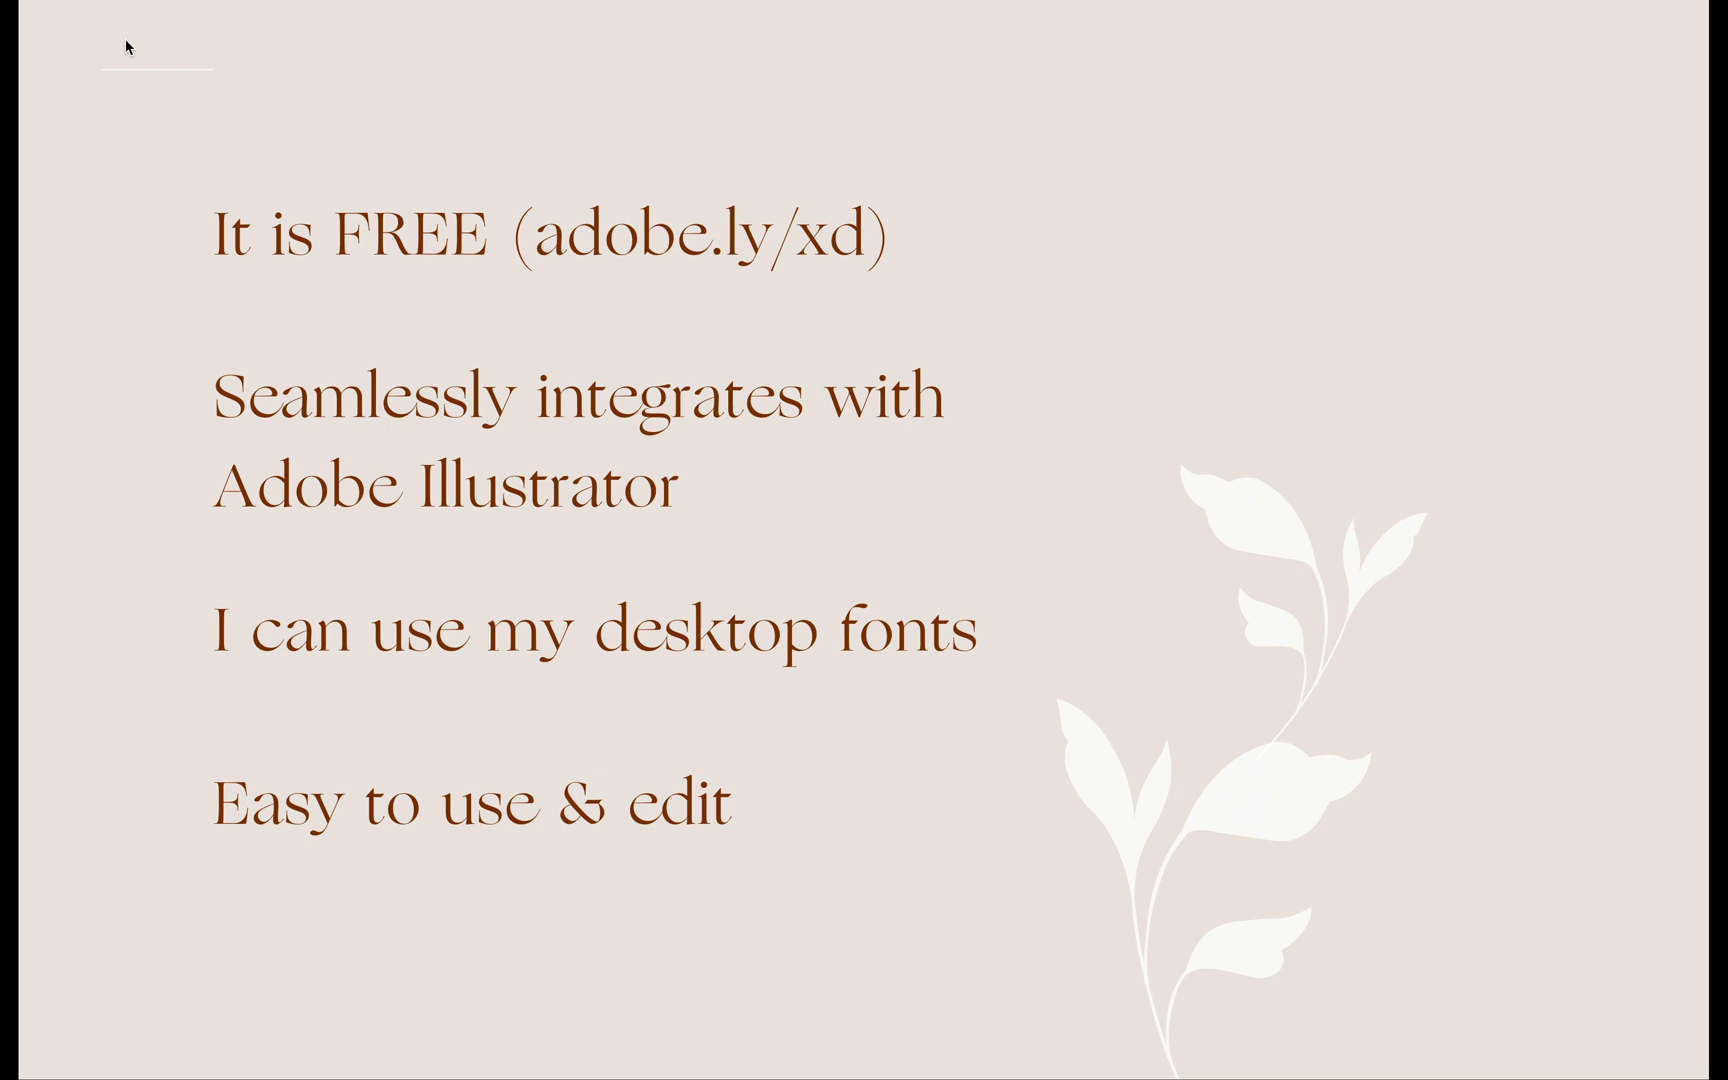 It is FREE (adobe.ly/xd)
Seamlessly integrates with
Adobe Illustrator
I can use my desktop fonts
Easy to use & edit